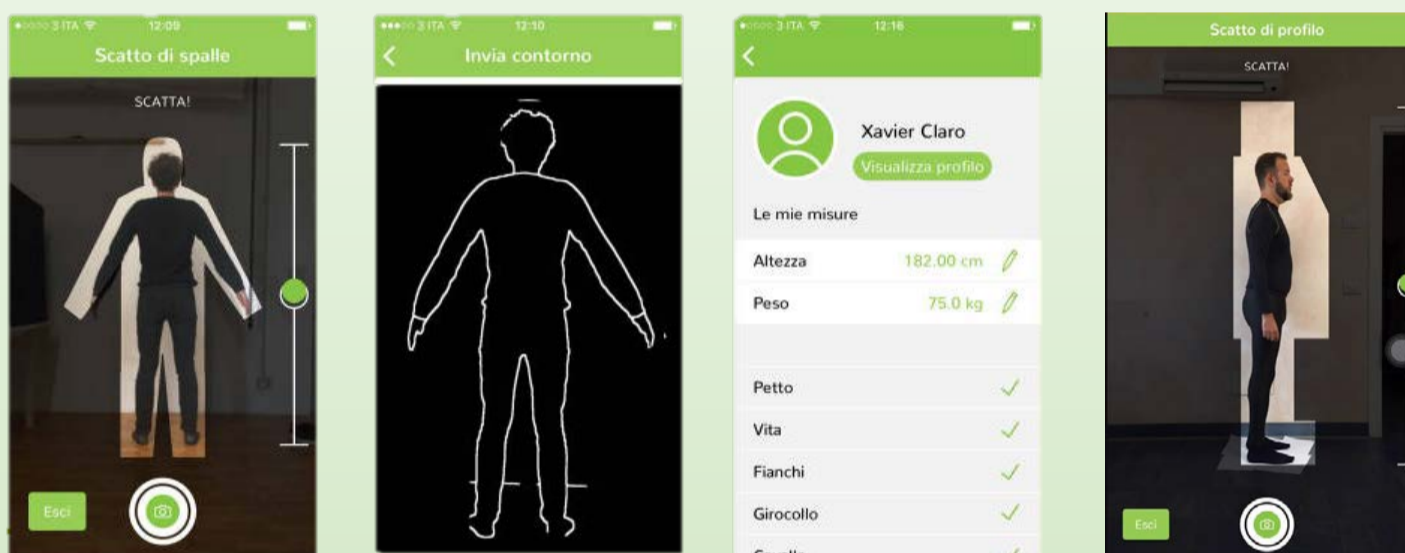 3 ITA 12:09
Scatto di spalle
SCATTA!
Esci
3 ITA 12:10
Invia contorno
3 ITA 12:16
Xavier Claro
Visualizza profilo
Le mie misure
Altezza 182.00 cm
Peso 75.0 kg
Petto
Vita
Fianchi
Girocollo
Scatto di profilo
SCATTA!
Esci